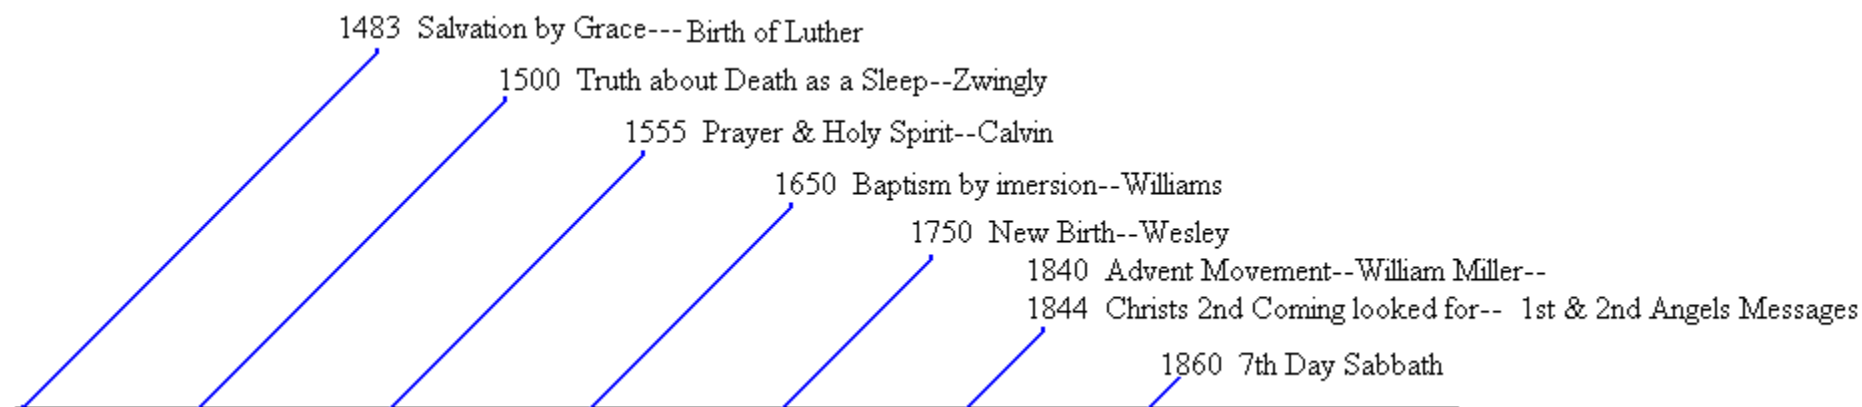 1483 Salvation by Grace--- Birth of Luther
1500 Truth about Death as a Sleep--Zwingly
1555 Prayer & Holy Spirit--Calvin
1650 Baptism by imersion--Williams
1750 New Birth--Wesley
1840 Advent Movement--William Miller--
1844 Christs 2nd Coming looked for-- 1st & 2nd Angels Messages
1860 7th Day Sabbath